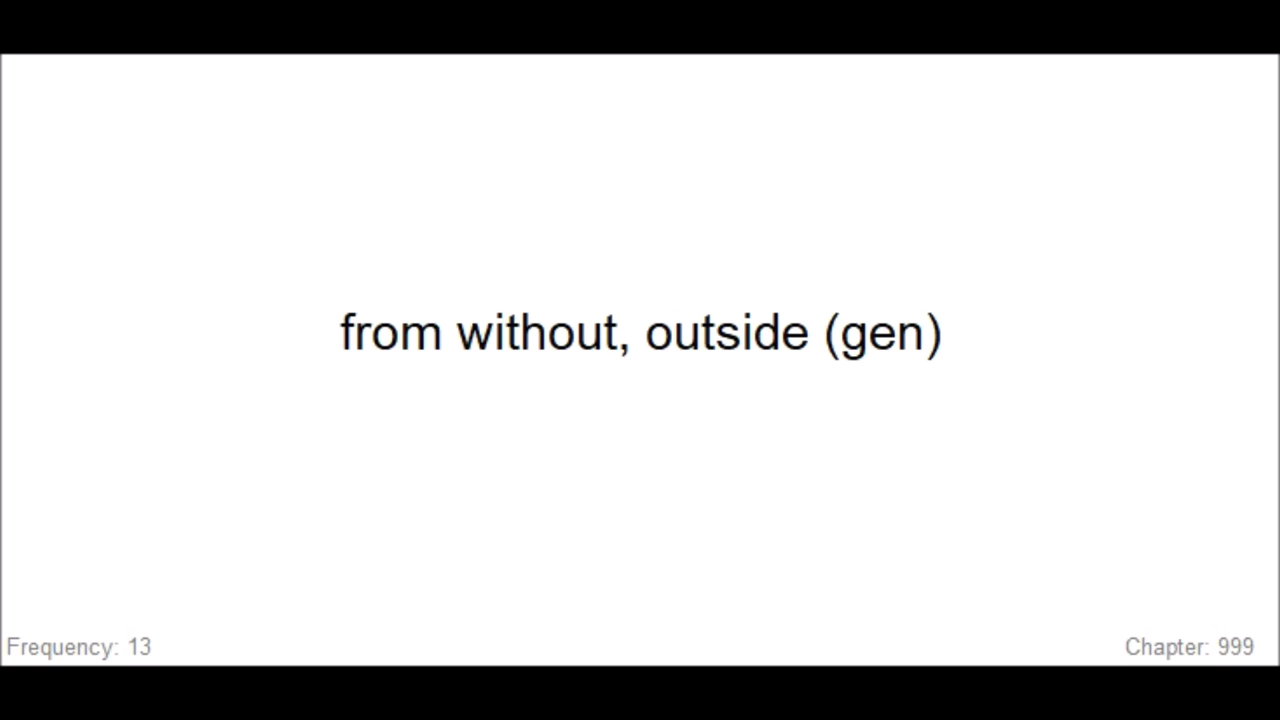 from without, outside (gen)
Frequency: 13
Chapter: 999